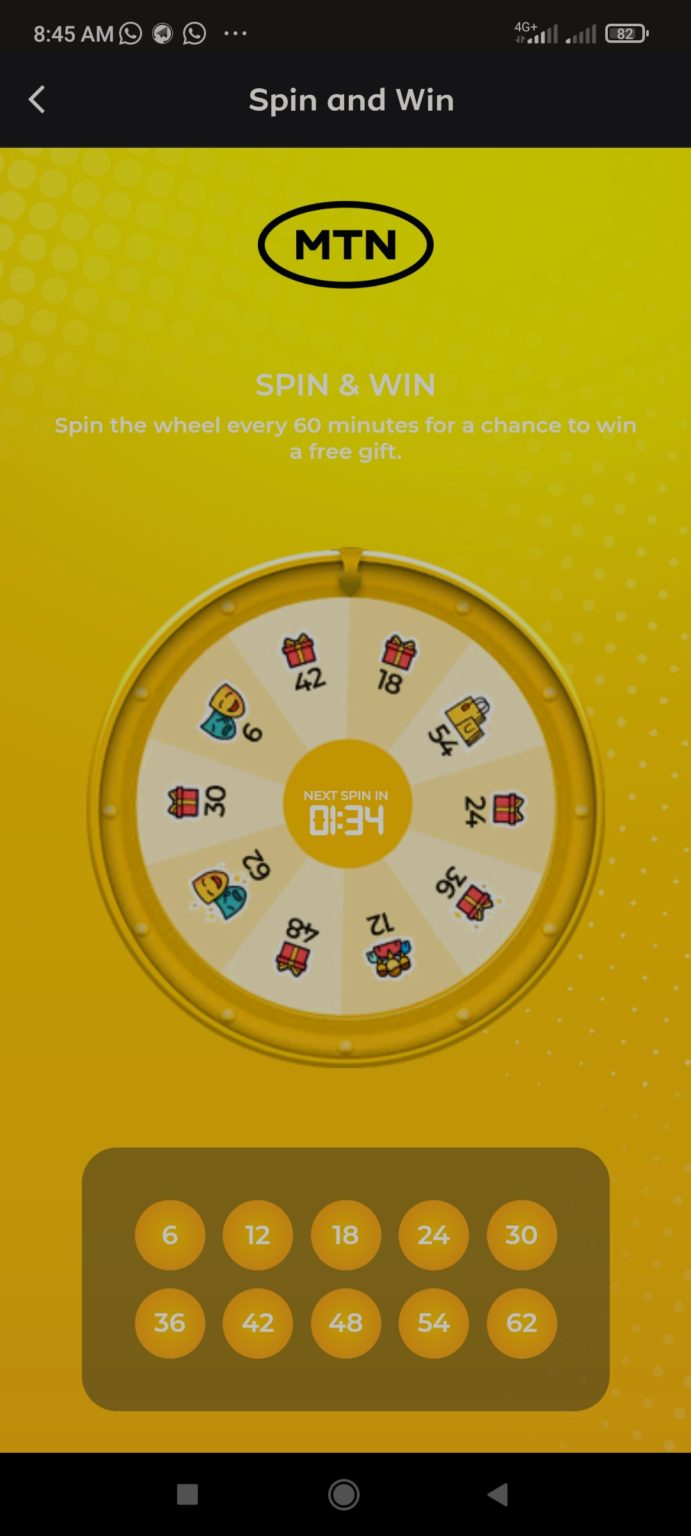 8:45 AM
4G+
82
Spin and Win
MTN
SPIN & WIN
Spin the wheel every 60 minutes for a chance to win
a free gift.
42
18
6
54
30
24
62
36
48
12
NEXT SPIN IN
01:34
6 12 18 24 30
36 42 48 54 62